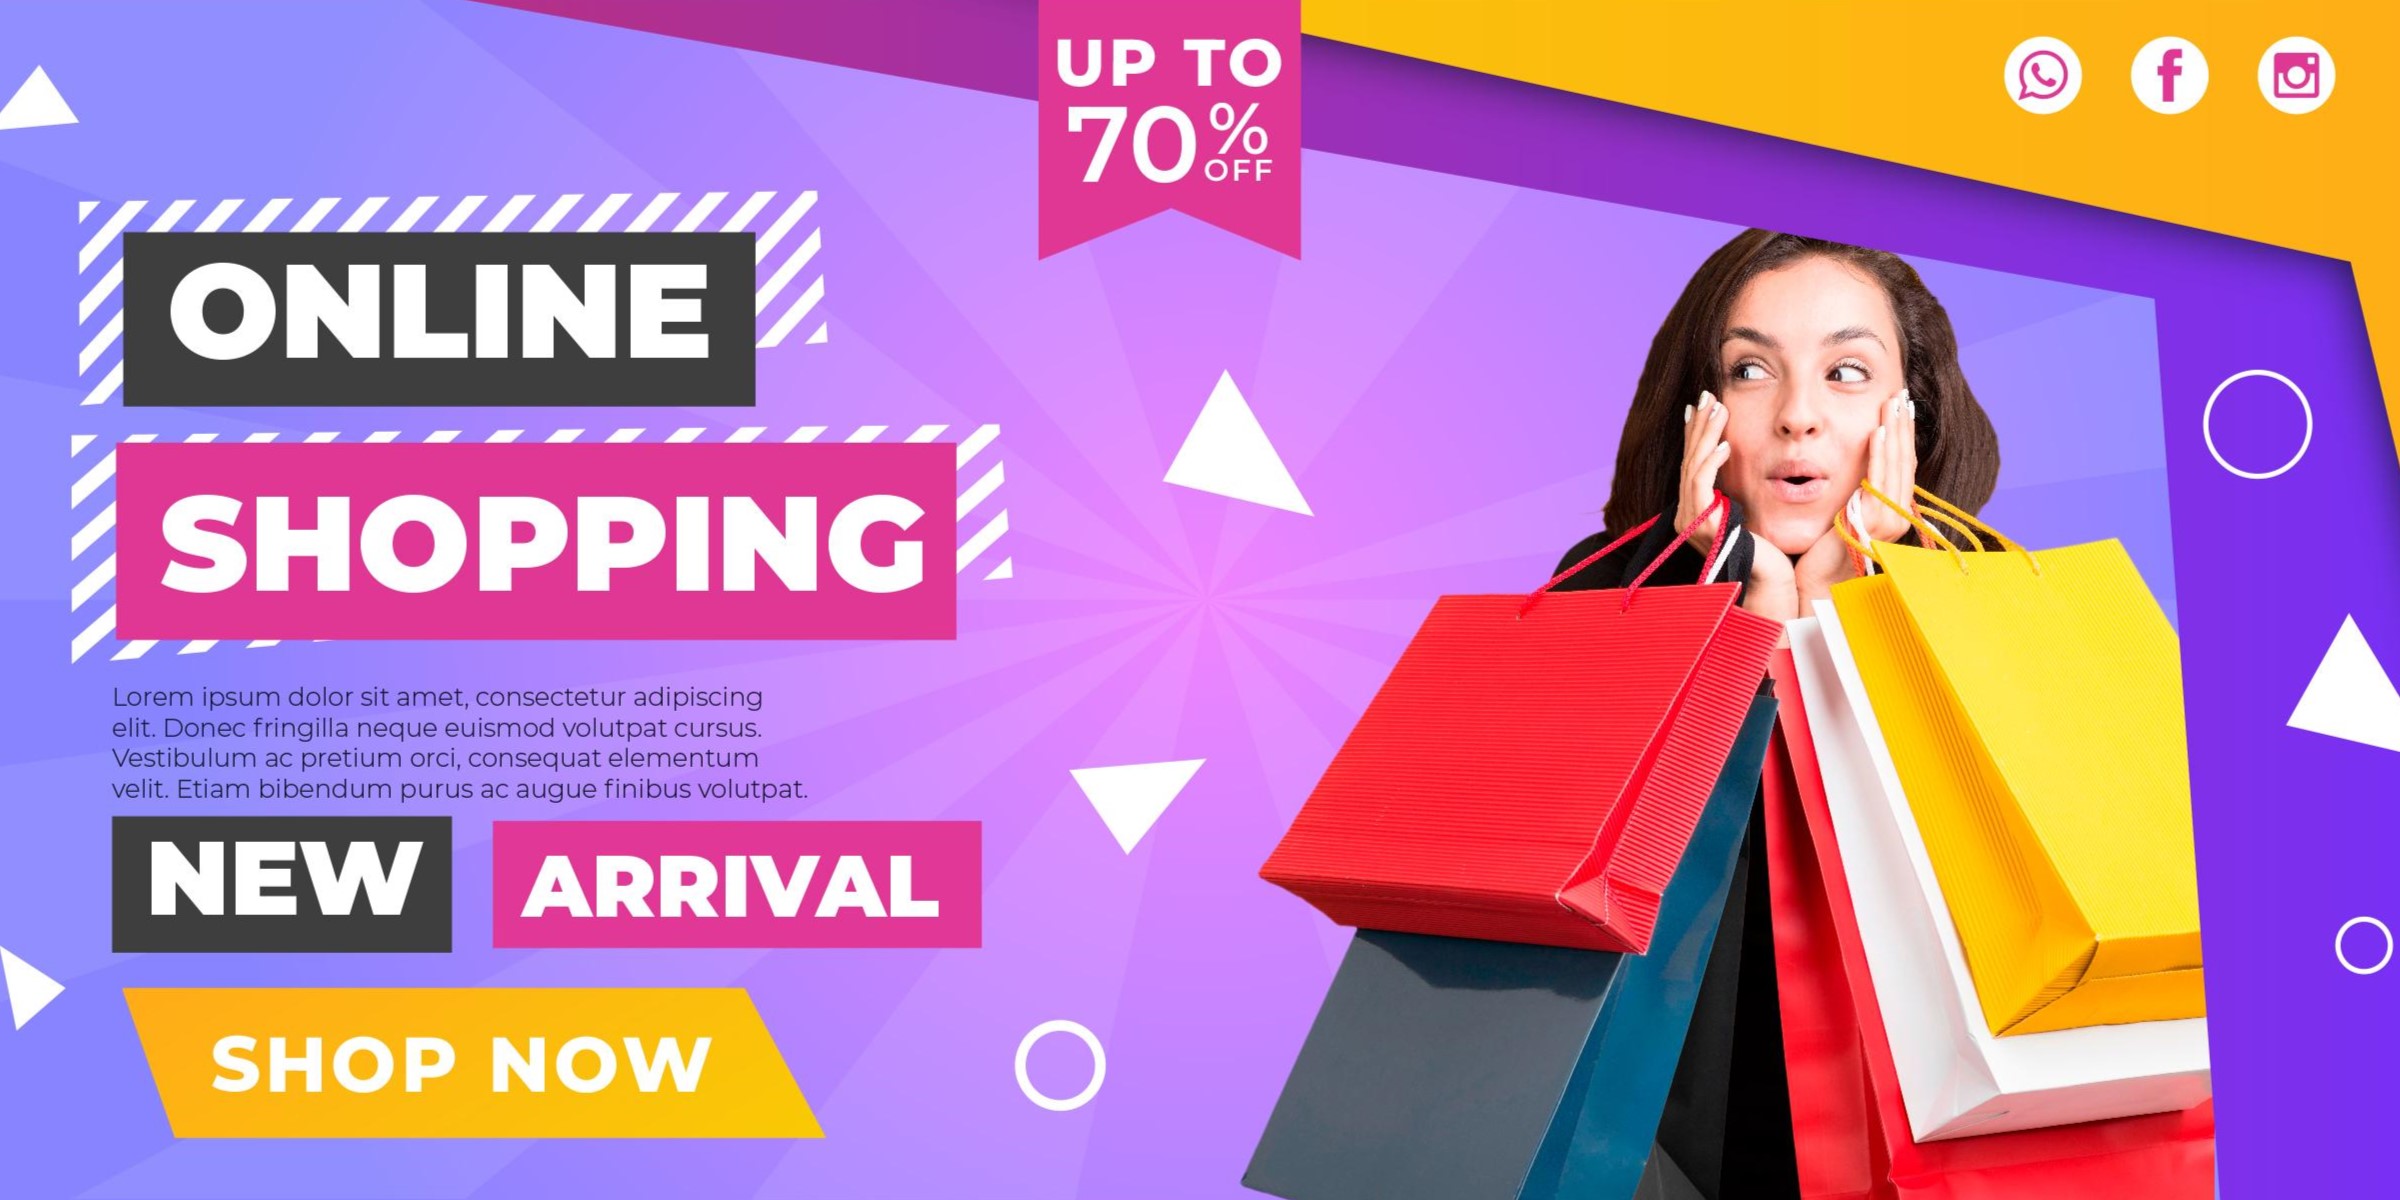 UP TO
70%
OFF
ONLINE
SHOPPING
Lorem ipsum dolor sit amet, consectetur adipiscing
elit. Donec fringilla neque euismod volutpat cursus.
Vestibulum ac pretium orci, consequat elementum
velit. Etiam bibendum purus ac augue finibus volutpat.
NEW ARRIVAL
SHOP NOW